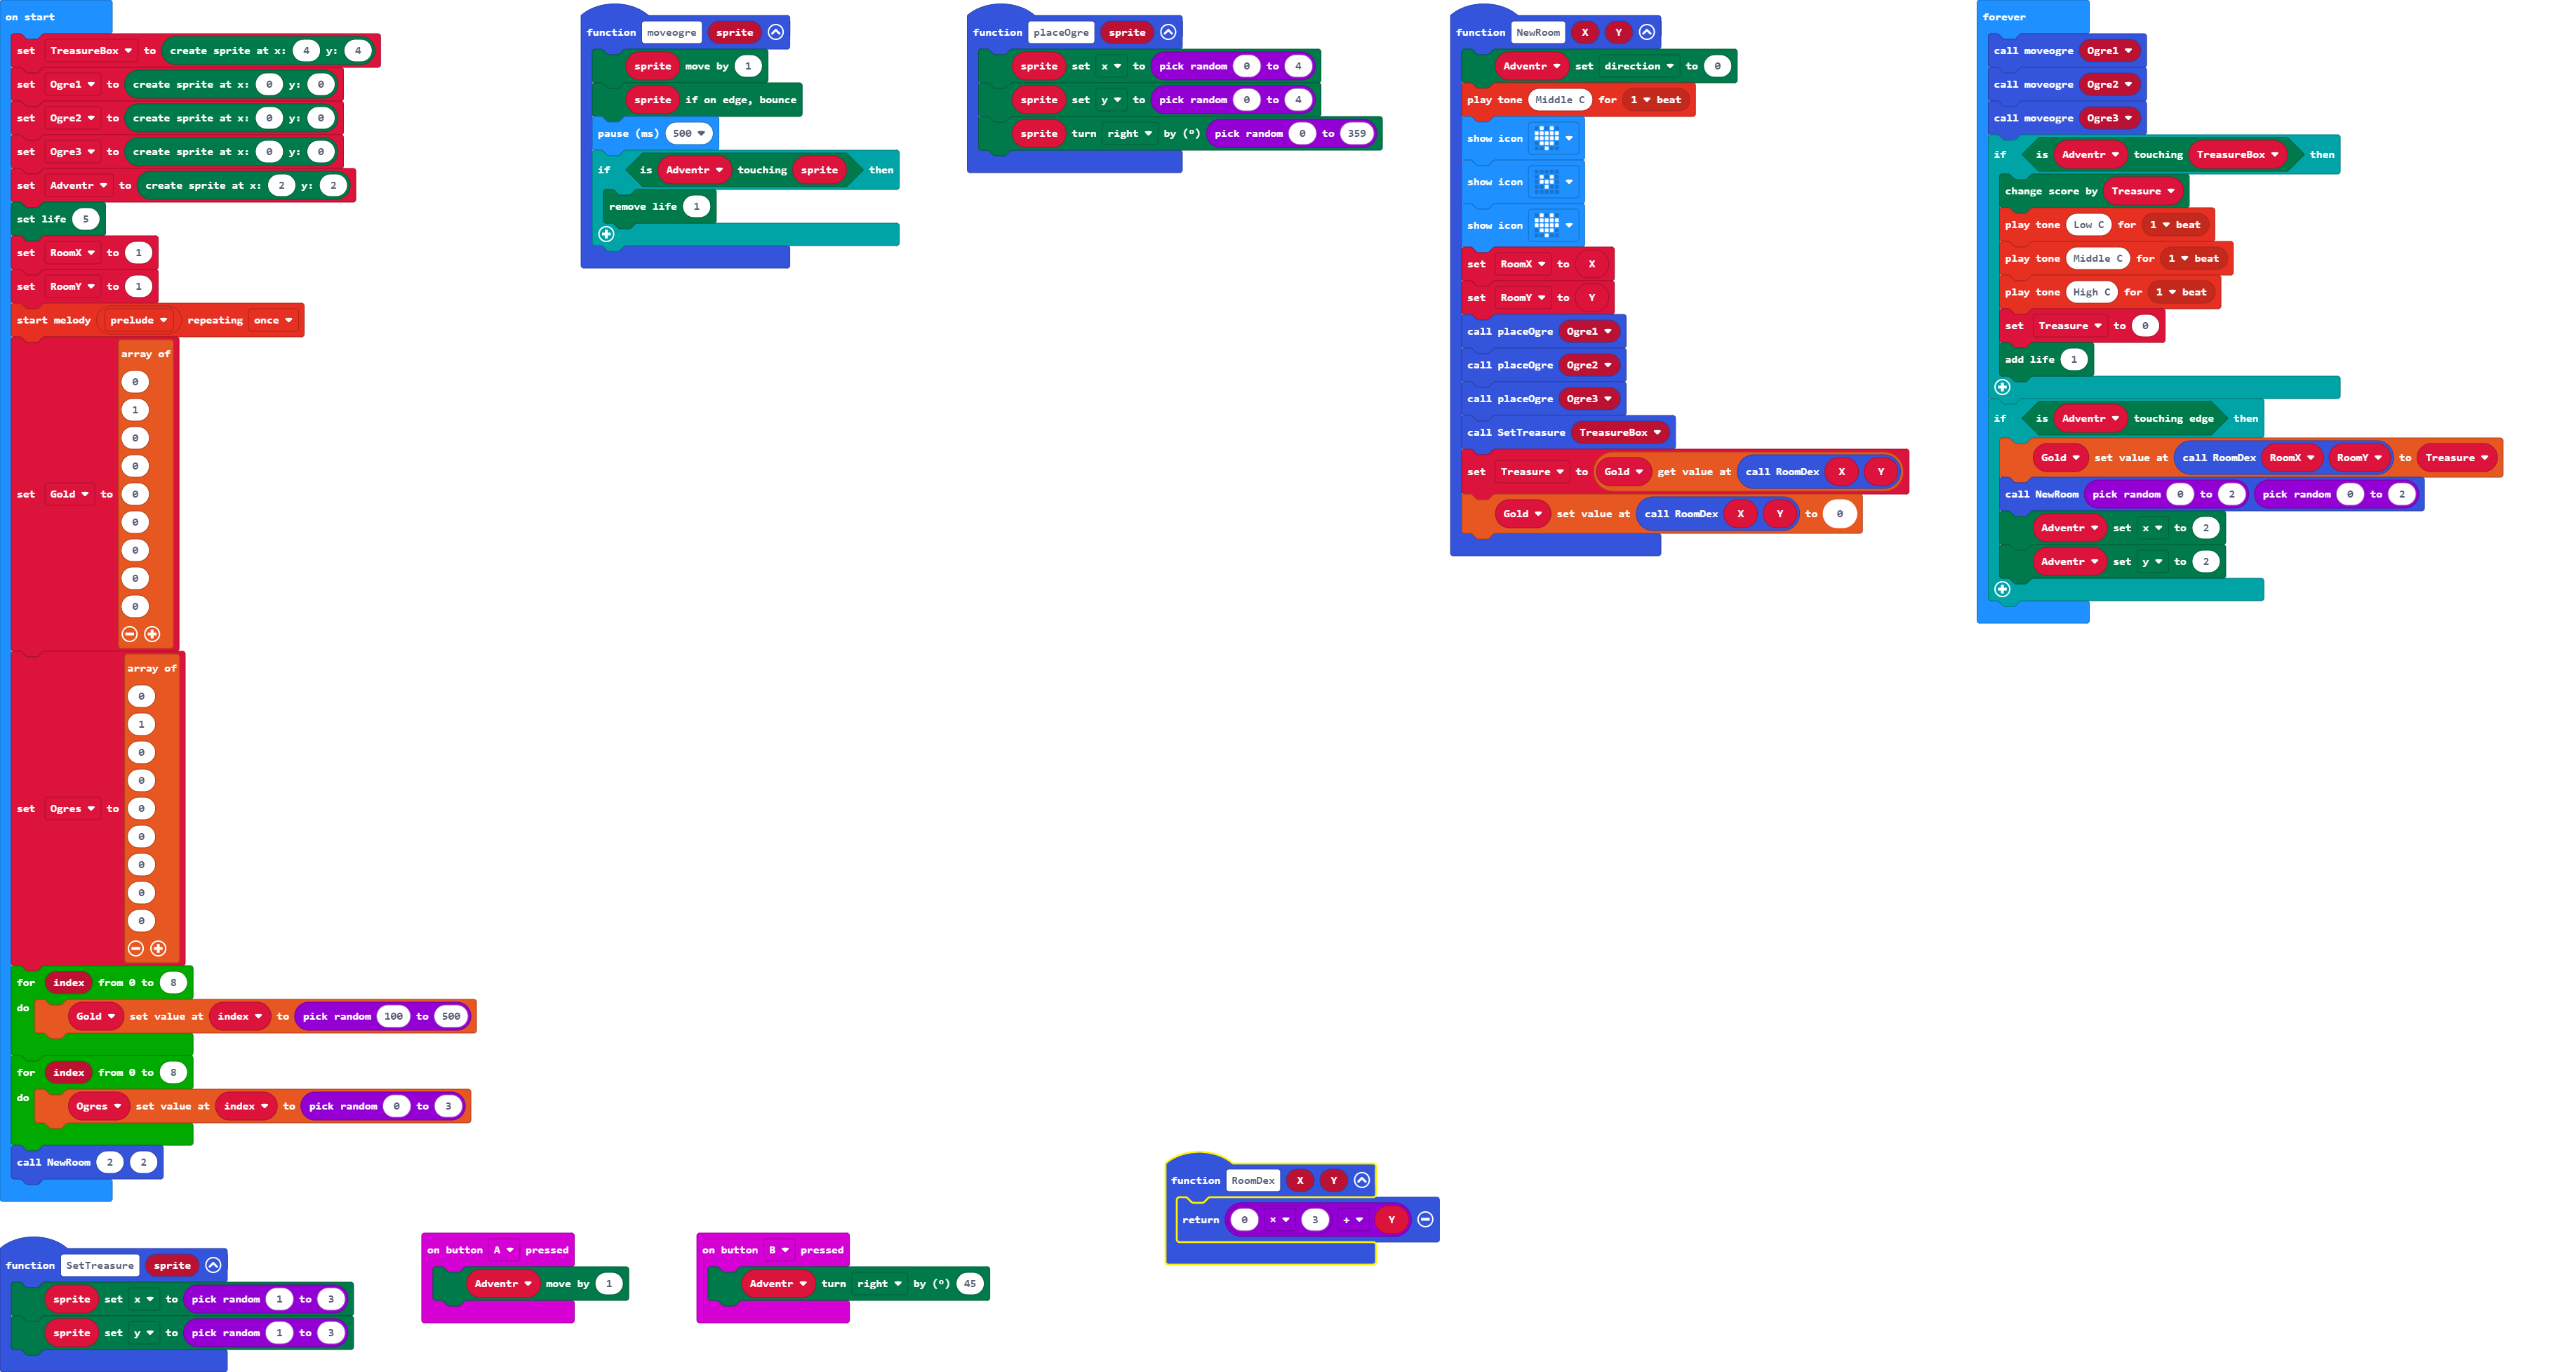 on start
set TreasureBox to create sprite at x: 4 y: 4
set Ogre1 to create sprite at x: 0 y: 0
set Ogre2 to create sprite at x: 0 y: 0
set Ogre3 to create sprite at x: 0 y: 0
set Adventr to create sprite at x: 2 y: 2
set life 5
set RoomX to 1
set RoomY to 1
start melody prelude repeating once
array of
0
1
0
0
set Gold to 0
0
0
0
0
array of
0
1
0
0
set Ogres to 0
0
0
0
0
for index from 0 to 8
do Gold set value at index to pick random 100 to 500
for index from 0 to 8
do Ogres set value at index to pick random 0 to 3
call NewRoom 2 2
function moveogre sprite
sprite move by 1
sprite if on edge, bounce
pause (ms) 500
if is Adventr touching sprite then
remove life 1
function placeOgre sprite
sprite set x to pick random 0 to 4
sprite set y to pick random 0 to 4
sprite turn right by (º) pick random 0 to 359
function NewRoom X Y
Adventr set direction to 0
play tone Middle C for 1 beat
show icon
show icon
show icon
set RoomX to X
set RoomY to Y
call placeOgre Ogre1
call placeOgre Ogre2
call placeOgre Ogre3
call SetTreasure TreasureBox
set Treasure to Gold get value at call RoomDex X Y
Gold set value at call RoomDex X Y to 0
forever
call moveogre Ogre1
call moveogre Ogre2
call moveogre Ogre3
if is Adventr touching TreasureBox then
change score by Treasure
play tone Low C for 1 beat
play tone Middle C for 1 beat
play tone High C for 1 beat
set Treasure to 0
add life 1
if is Adventr touching edge then
Gold set value at call RoomDex RoomX RoomY to Treasure
call NewRoom pick random 0 to 2 pick random 0 to 2
Adventr set x to 2
Adventr set y to 2
function SetTreasure sprite
sprite set x to pick random 1 to 3
sprite set y to pick random 1 to 3
on button A pressed
Adventr move by 1
on button B pressed
Adventr turn right by (º) 45
function RoomDex X Y
return 0 × 3 + Y